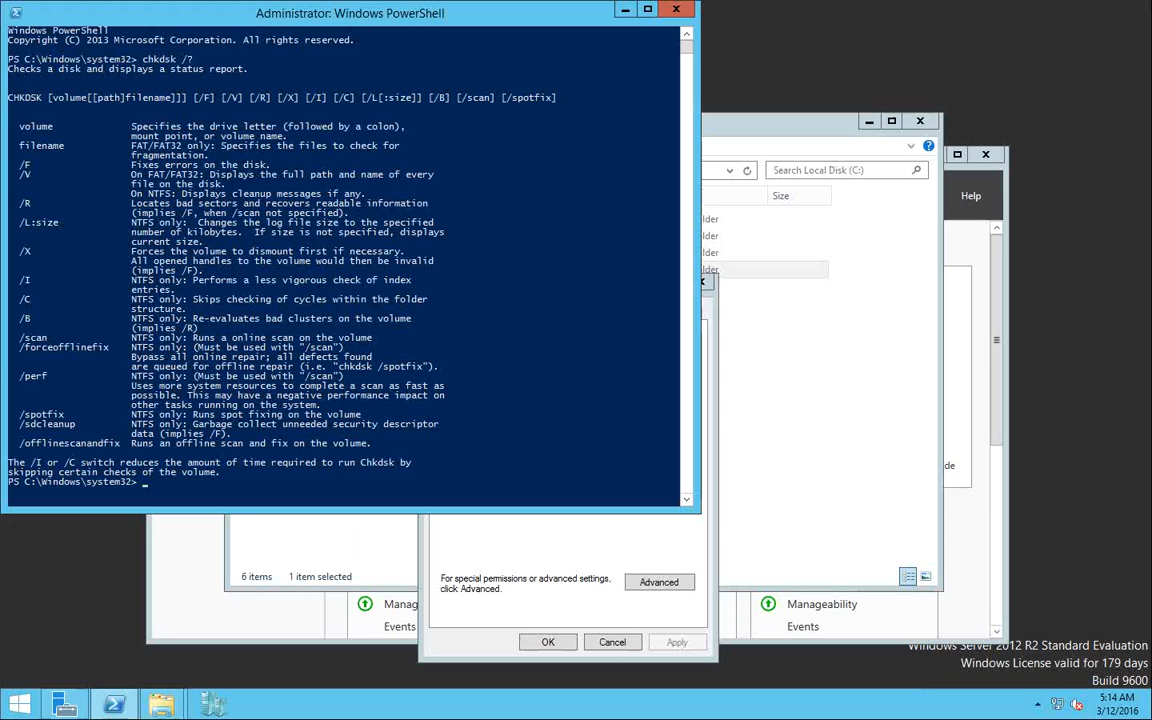 Administrator: Windows PowerShell
Windows PowerShell
Copyright (C) 2013 Microsoft Corporation. All rights reserved.
PS C:\Windows\system32> chkdsk /?
Checks a disk and displays a status report.
CHKDSK [volume[[path]filename]]] [/F] [/V] [/R] [/X] [/I] [/C] [/L[:size]] [/B] [/scan] [/spotfix]
volume Specifies the drive letter (followed by a colon),
mount point, or volume name.
filename FAT/FAT32 only: Specifies the files to check for
fragmentation.
/F Fixes errors on the disk.
/V On FAT/FAT32: Displays the full path and name of every
file on the disk.
On NTFS: Displays cleanup messages if any.
/R Locates bad sectors and recovers readable information
(implies /F, when /scan not specified).
/L:size NTFS only: Changes the log file size to the specified
number of kilobytes. If size is not specified, displays
current size.
/X Forces the volume to dismount first if necessary.
All opened handles to the volume would then be invalid
(implies /F).
/I NTFS only: Performs a less vigorous check of index
entries.
/C NTFS only: Skips checking of cycles within the folder
structure.
/B NTFS only: Re-evaluates bad clusters on the volume
(implies /R)
/scan NTFS only: Runs a online scan on the volume
/forceofflinefix NTFS only: (Must be used with "/scan")
Bypass all online repair; all defects found
are queued for offline repair (i.e. "chkdsk /spotfix").
/perf NTFS only: (Must be used with "/scan")
Uses more system resources to complete a scan as fast as
possible. This may have a negative performance impact on
other tasks running on the system.
/spotfix NTFS only: Runs spot fixing on the volume
/sdcleanup NTFS only: Garbage collect unneeded security descriptor
data (implies /F).
/offlinescanandfix Runs an offline scan and fix on the volume.
The /I or /C switch reduces the amount of time required to run Chkdsk by
skipping certain checks of the volume.
PS C:\Windows\system32> _
Search Local Disk (C:)
Size
lder
lder
lder
lder
Help
de
6 items 1 item selected
For special permissions or advanced settings,
click Advanced.
Advanced
OK Cancel Apply
Manag
Events
Manageability
Events
Windows Server 2012 R2 Standard Evaluation
Windows License valid for 179 days
Build 9600
5:14 AM
3/12/2016